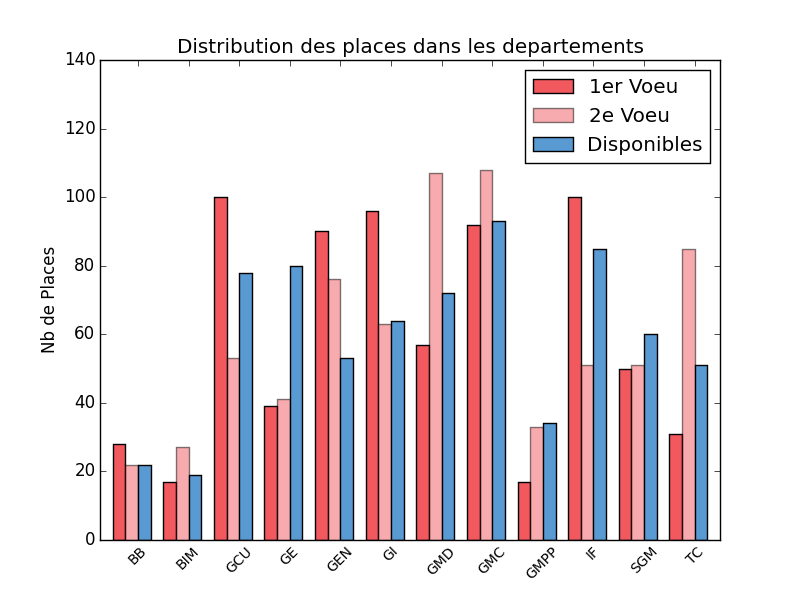 Distribution des places dans les departements
1er Voeu
2e Voeu
Disponibles
Nb de Places
140
120
100
80
60
40
20
0
BB
BIM
GCU
GE
GEN
GI
GMD
GMC
GMPP
IF
SGM
TC